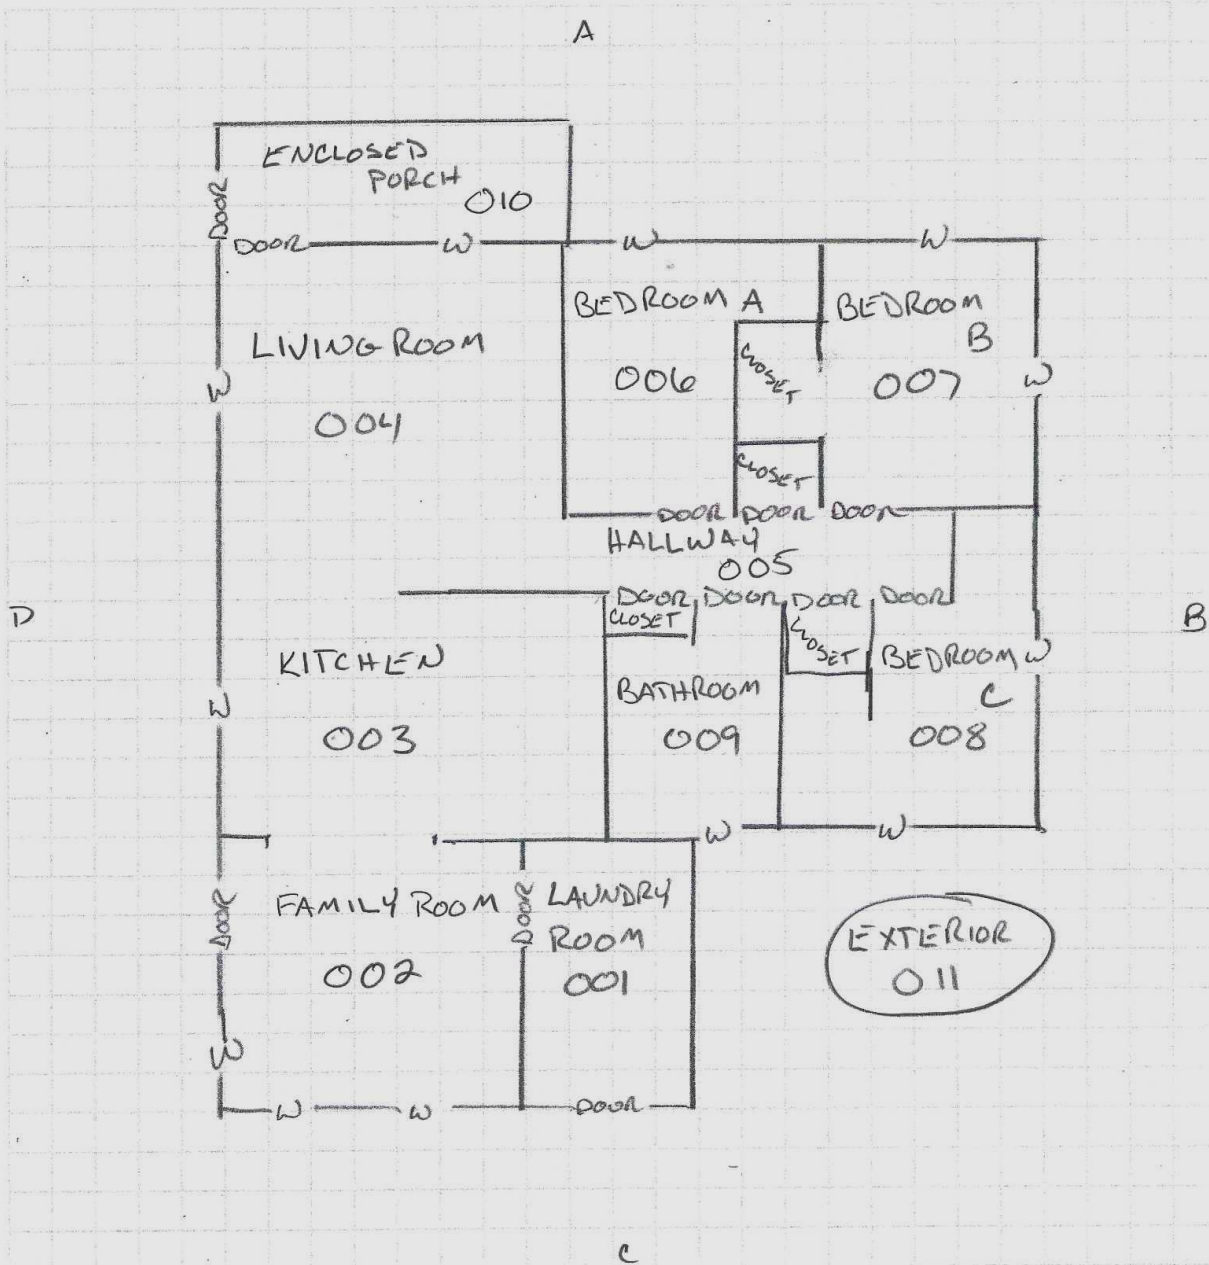 A
ENCLOSED
PORCH
010
DOOR
DOOR
W
W
W
BEDROOM A
BEDROOM
B
LIVING ROOM
CLOSET
006
007
W
W
004
CLOSET
DOOR DOOR DOOR
HALLWAY
005
DOOR DOOR DOOR DOOR
D
B
CLOSET
CLOSET
KITCHEN
BEDROOM
W
C
BATHROOM
W
003
009
008
W
W
FAMILY ROOM
DOOR
DOOR
LAUNDRY
ROOM
EXTERIOR
002
001
011
W
W
W
DOOR
C